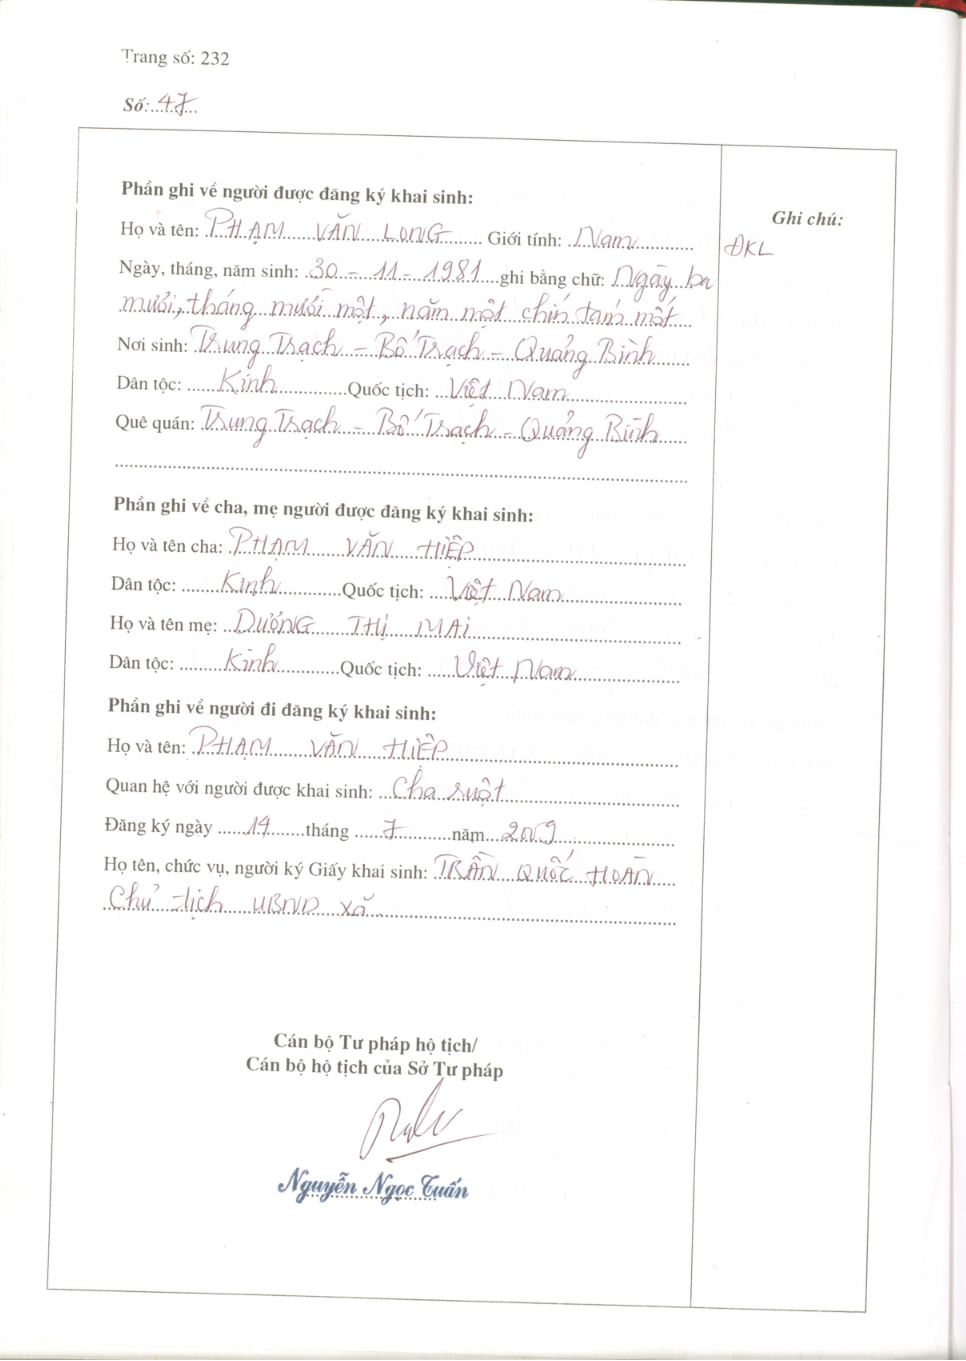 Trang số: 232
Số: 47
Phần ghi về người được đăng ký khai sinh:
Ghi chú:
Họ và tên: PHẠM VĂN LONG Giới tính: Nam
ĐKL
Ngày, tháng, năm sinh: 30 - 11 - 1981 ghi bằng chữ: Ngày ba
mươi, tháng mười một, năm một chín tám mốt
Nơi sinh: Trung Trạch - Bố Trạch - Quảng Bình
Dân tộc: Kinh Quốc tịch: Việt Nam
Quê quán: Trung Trạch - Bố Trạch - Quảng Bình
Phần ghi về cha, mẹ người được đăng ký khai sinh:
Họ và tên cha: PHẠM VĂN HIỆP
Dân tộc: Kinh Quốc tịch: Việt Nam
Họ và tên mẹ: DƯƠNG THỊ MAI
Dân tộc: Kinh Quốc tịch: Việt Nam
Phần ghi về người đi đăng ký khai sinh:
Họ và tên: PHẠM VĂN HIỆP
Quan hệ với người được khai sinh: Cha ruột
Đăng ký ngày 14 tháng 7 năm 2009
Họ tên, chức vụ, người ký Giấy khai sinh: TRẦN QUỐC HOÀN
Chủ tịch UBND xã
Cán bộ Tư pháp hộ tịch/
Cán bộ hộ tịch của Sở Tư pháp
Nguyễn Ngọc Tuấn